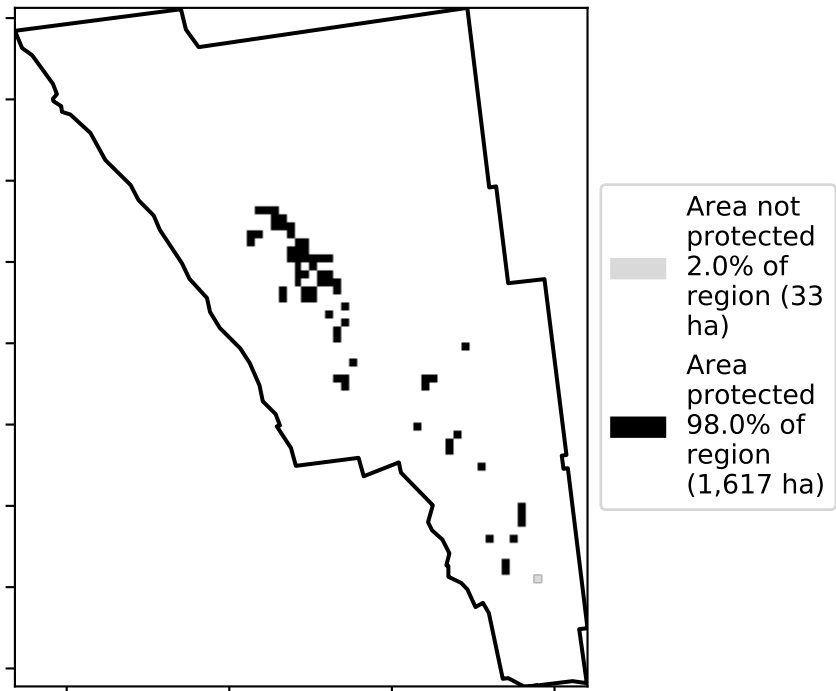 Area not
protected
2.0% of
region (33
ha)
Area
protected
98.0% of
region
(1,617 ha)